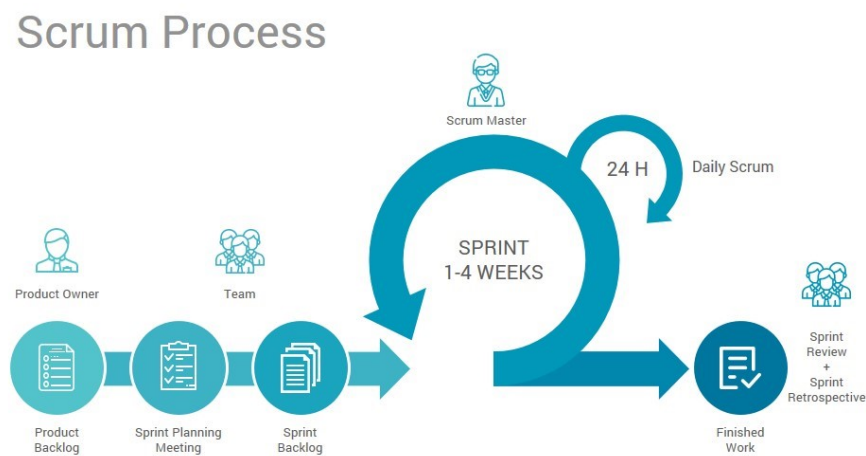 Scrum Process
Scrum Master
24 H
Daily Scrum
SPRINT
1-4 WEEKS
Product Owner
Team
Sprint
Review
+
Sprint
Retrospective
Product
Backlog
Sprint Planning
Meeting
Sprint
Backlog
Finished
Work